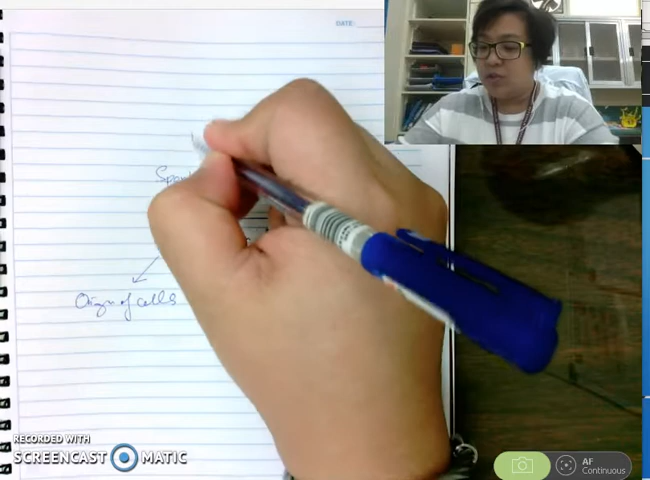 DATE:
Origin of cells
RECORDED WITH
SCREENCAST MATIC
AF
Continuous